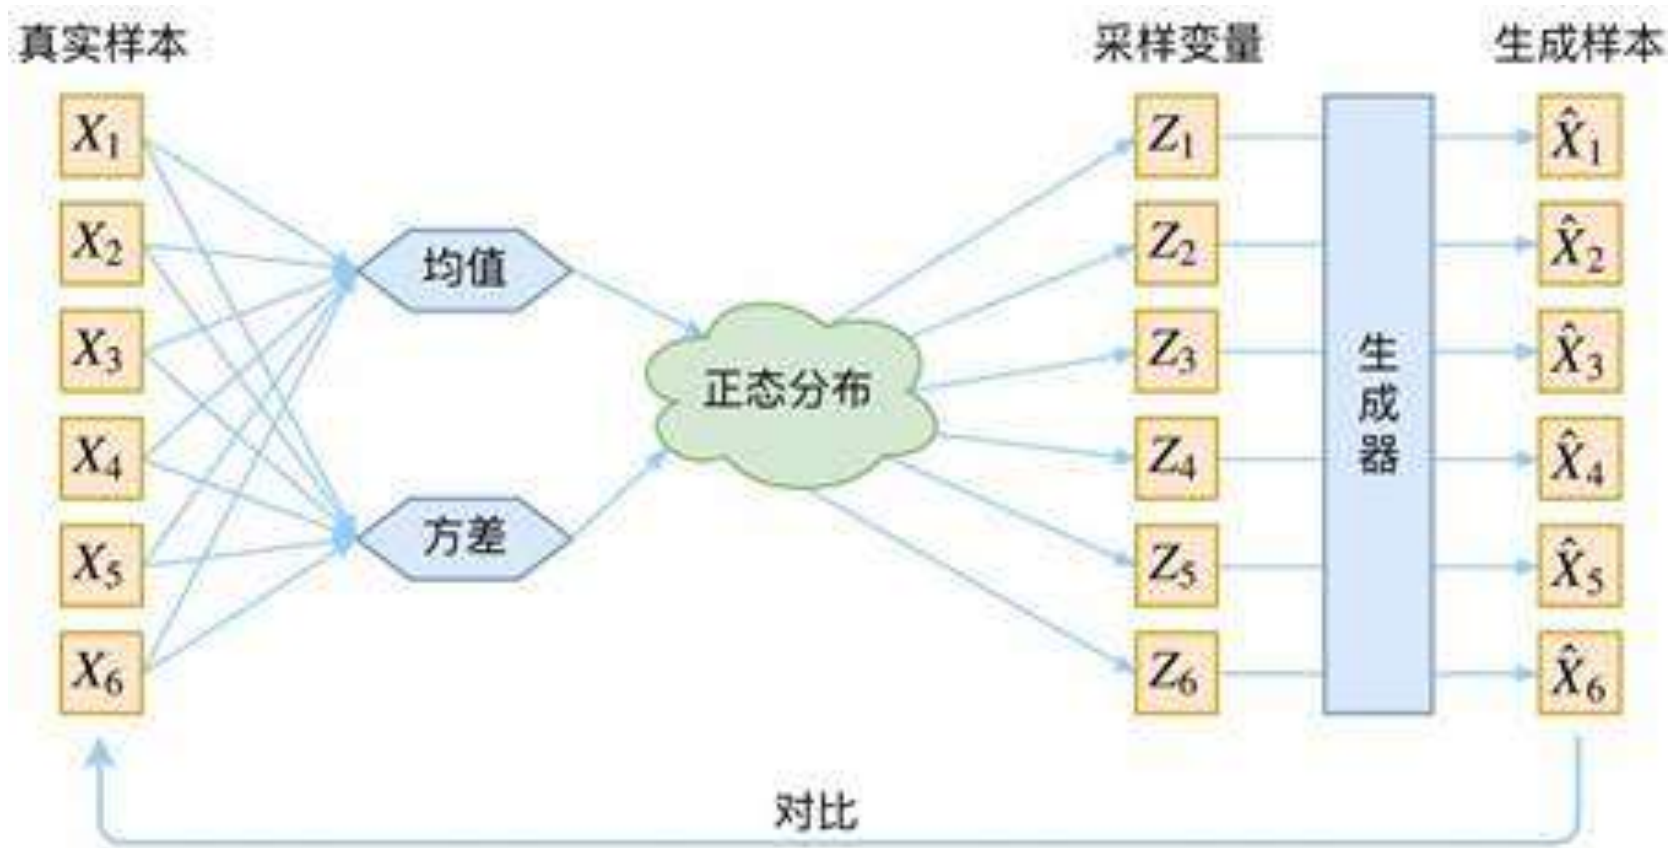 真实样本 采样变量 生成样本
X₁ Z₁ X̂₁
X₂ 均值 Z₂ X̂₂
X₃ 正态分布 Z₃ 生成器 X̂₃
X₄ Z₄ X̂₄
X₅ 方差 Z₅ X̂₅
X₆ Z₆ X̂₆
对比